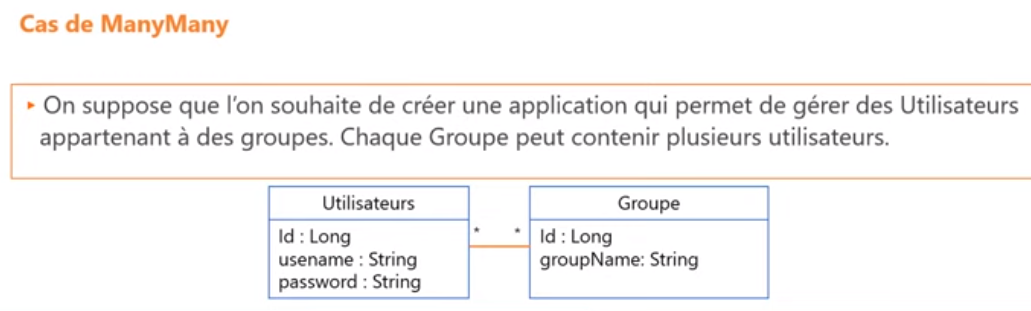 Cas de ManyMany
▸ On suppose que l'on souhaite de créer une application qui permet de gérer des Utilisateurs
appartenant à des groupes. Chaque Groupe peut contenir plusieurs utilisateurs.
Utilisateurs
Id : Long
usename : String
password : String
* *
Groupe
Id : Long
groupName: String